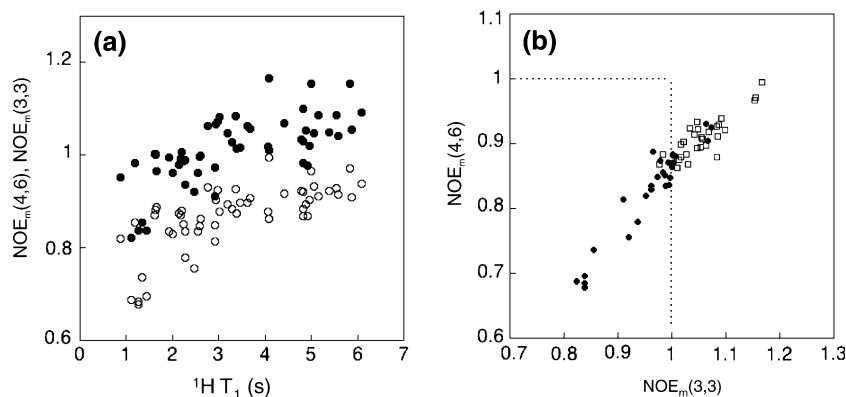 (a)
NOEₘ(4,6), NOEₘ(3,3)
1.2
1
0.8
0.6
0 1 2 3 4 5 6 7
¹H T₁ (s)
(b)
NOEₘ(4,6)
1.1
1
0.9
0.8
0.7
0.6
0.7 0.8 0.9 1 1.1 1.2 1.3
NOEₘ(3,3)